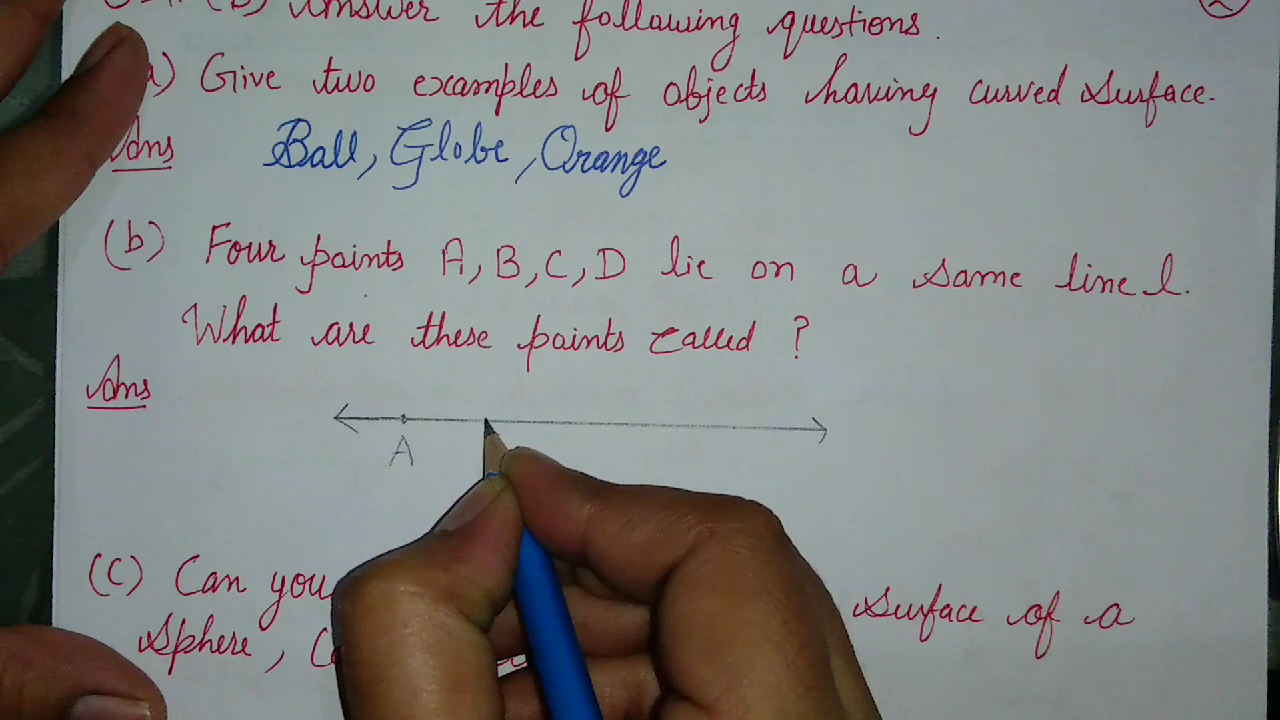 (b) Answer the following questions.
a) Give two examples of objects having curved surface.
Ans Ball, Globe, Orange
(b) Four points A, B, C, D lie on a same line l.
What are these points called ?
Ans
A
(C) Can you surface of a
Sphere,